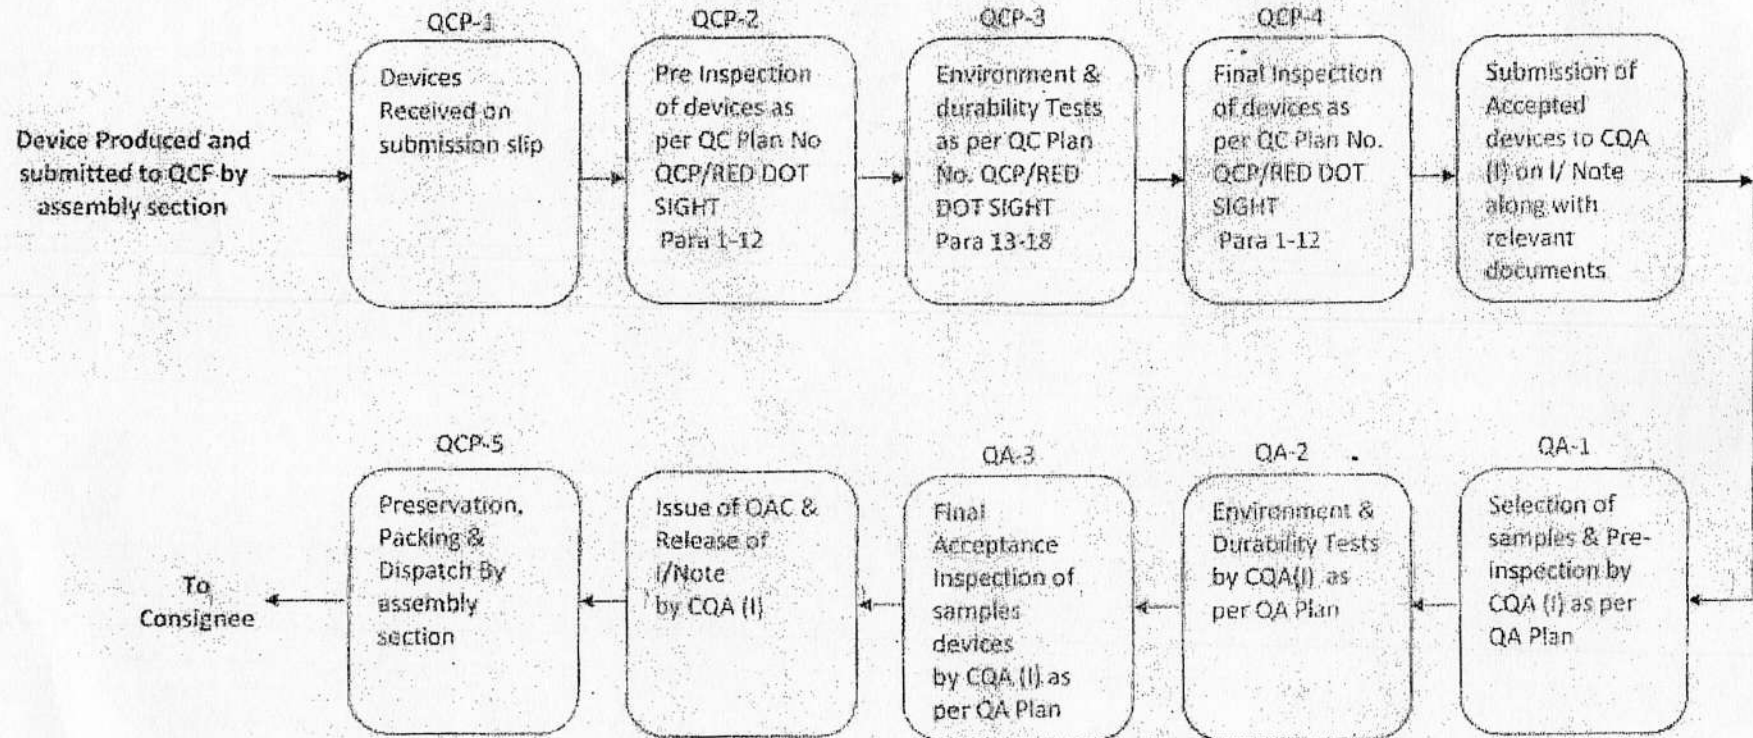 QCP-1
QCP-2
QCP-3
QCP-4
Device Produced and
submitted to QCF by
assembly section
Devices
Received on
submission slip
Pre Inspection
of devices as
per QC Plan No
QCP/RED DOT
SIGHT
Para 1-12
Environment &
durability Tests
as per QC Plan
No. QCP/RED
DOT SIGHT
Para 13-18
Final Inspection
of devices as
per QC Plan No.
QCP/RED DOT
SIGHT
Para 1-12
Submission of
Accepted
devices to CQA
(I) on I/ Note
along with
relevant
documents
QA-1
Selection of
samples & Pre-
inspection by
CQA (I) as per
QA Plan
QA-2
Environment &
Durability Tests
by CQA(I) as
per QA Plan
QA-3
Final
Acceptance
Inspection of
samples
devices
by CQA (I) as
per QA Plan
Issue of QAC &
Release of
I/Note
by CQA (I)
QCP-5
Preservation,
Packing &
Dispatch By
assembly
section
To
Consignee